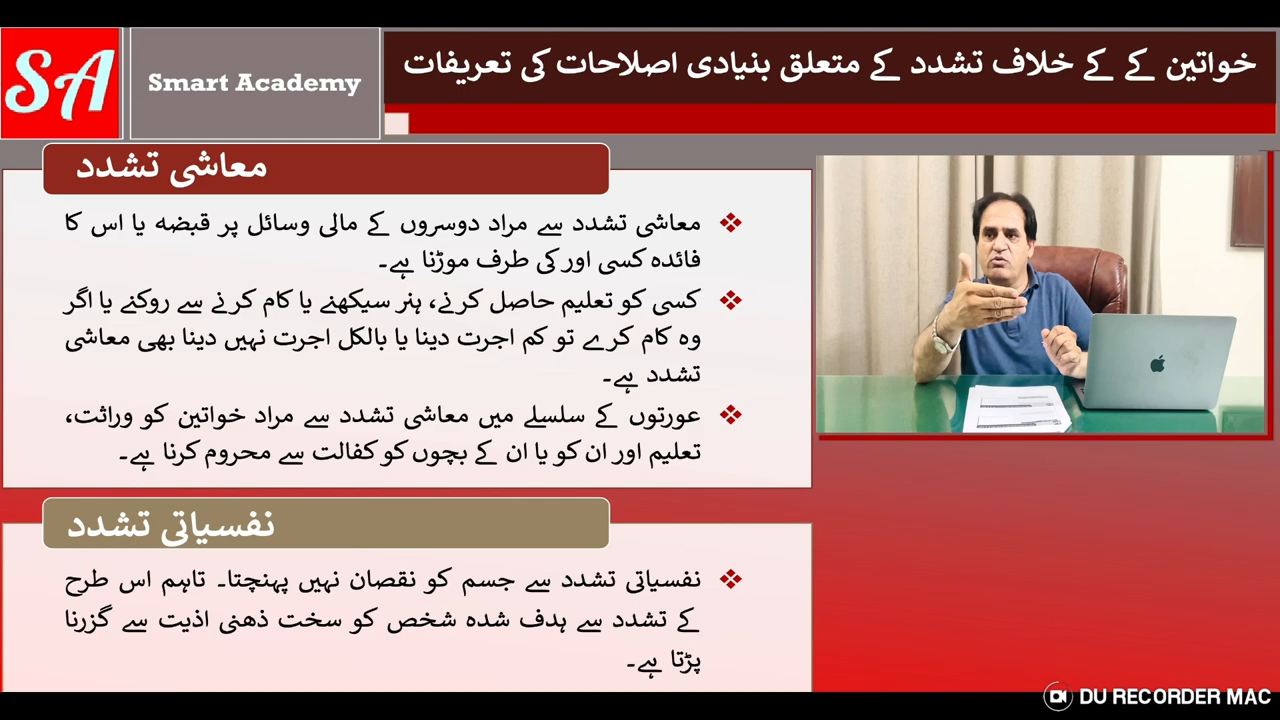 SA
Smart Academy
خواتین کے کے خلاف تشدد کے متعلق بنیادی اصلاحات کی تعریفات
معاشی تشدد
معاشی تشدد سے مراد دوسروں کے مالی وسائل پر قبضہ یا اس کا
فائدہ کسی اور کی طرف موڑنا ہے۔
کسی کو تعلیم حاصل کرنے، ہنر سیکھنے یا کام کرنے سے روکنے یا اگر
وہ کام کرے تو کم اجرت دینا یا بالکل اجرت نہیں دینا بھی معاشی
تشدد ہے۔
عورتوں کے سلسلے میں معاشی تشدد سے مراد خواتین کو وراثت،
تعلیم اور ان کو یا ان کے بچوں کو کفالت سے محروم کرنا ہے۔
نفسیاتی تشدد
نفسیاتی تشدد سے جسم کو نقصان نہیں پہنچتا۔ تاہم اس طرح
کے تشدد سے ہدف شدہ شخص کو سخت ذھنی اذیت سے گزرنا
پڑتا ہے۔
DU RECORDER MAC